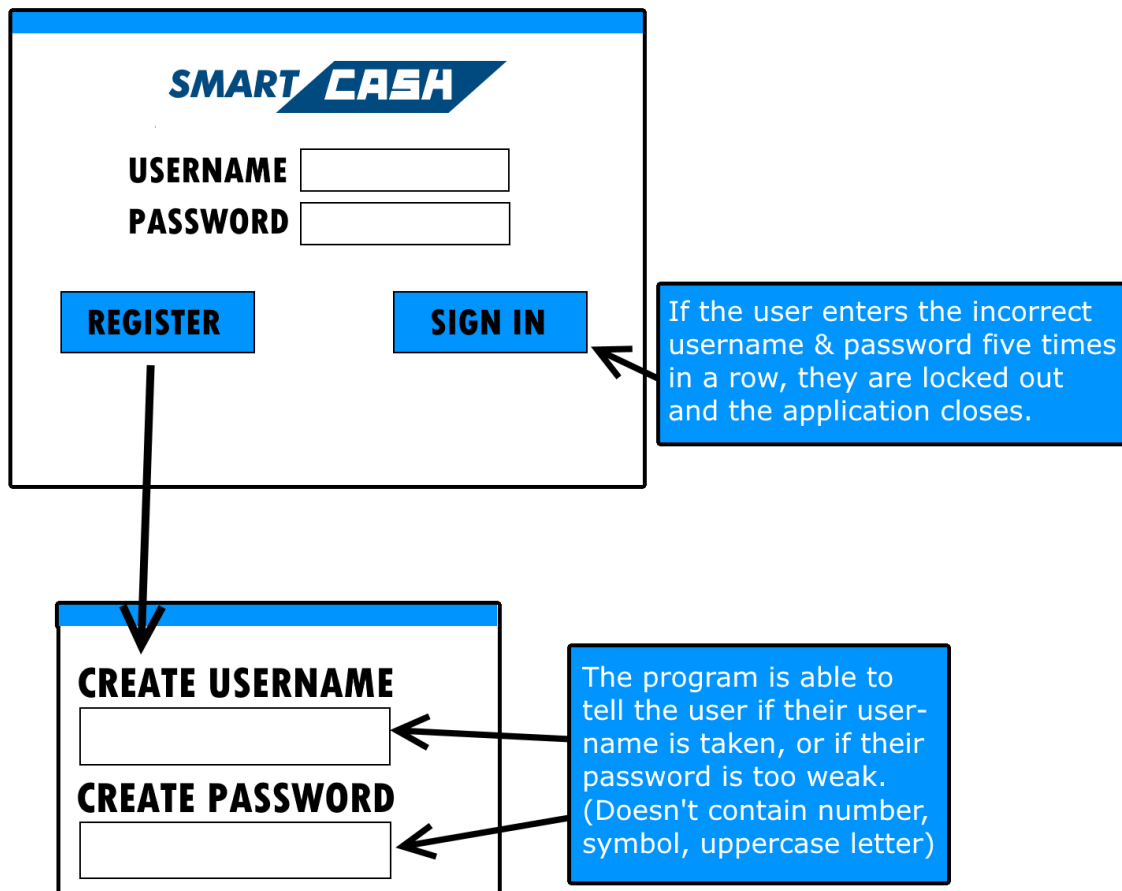 SMART CASH
USERNAME
PASSWORD
REGISTER
SIGN IN
If the user enters the incorrect
username & password five times
in a row, they are locked out
and the application closes.
CREATE USERNAME
CREATE PASSWORD
The program is able to
tell the user if their user-
name is taken, or if their
password is too weak.
(Doesn't contain number,
symbol, uppercase letter)